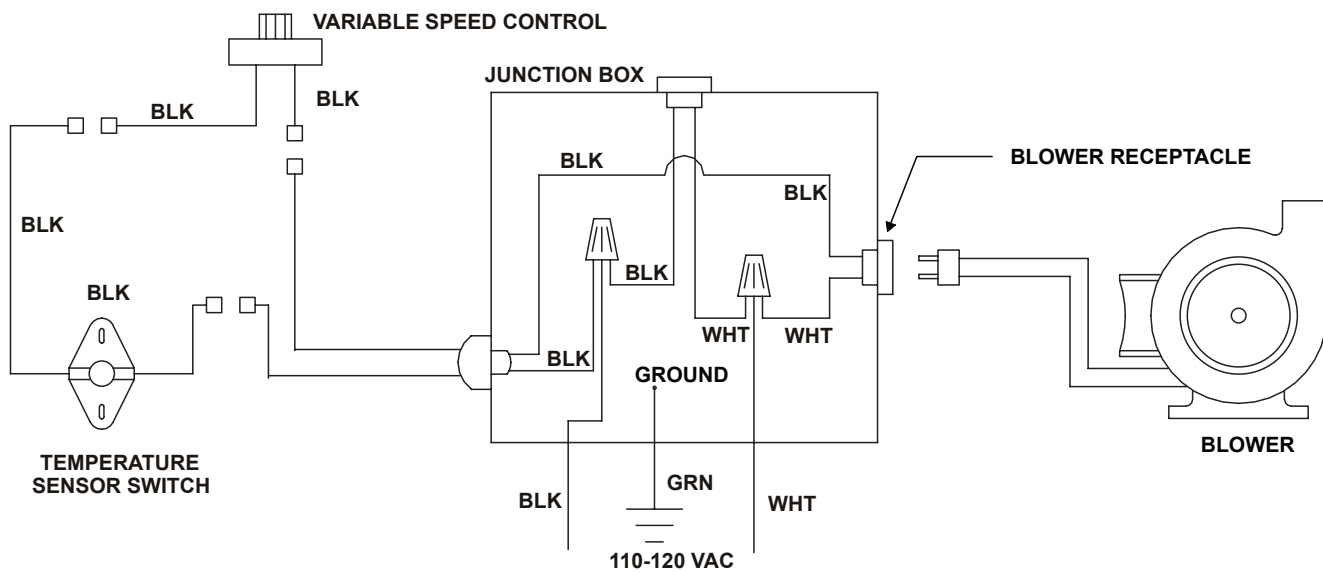 VARIABLE SPEED CONTROL
JUNCTION BOX
BLK
BLK
BLK
BLK
BLOWER RECEPTACLE
BLK
BLK
BLK
WHT
WHT
BLK
GROUND
TEMPERATURE
SENSOR SWITCH
BLK
GRN
WHT
BLOWER
110-120 VAC